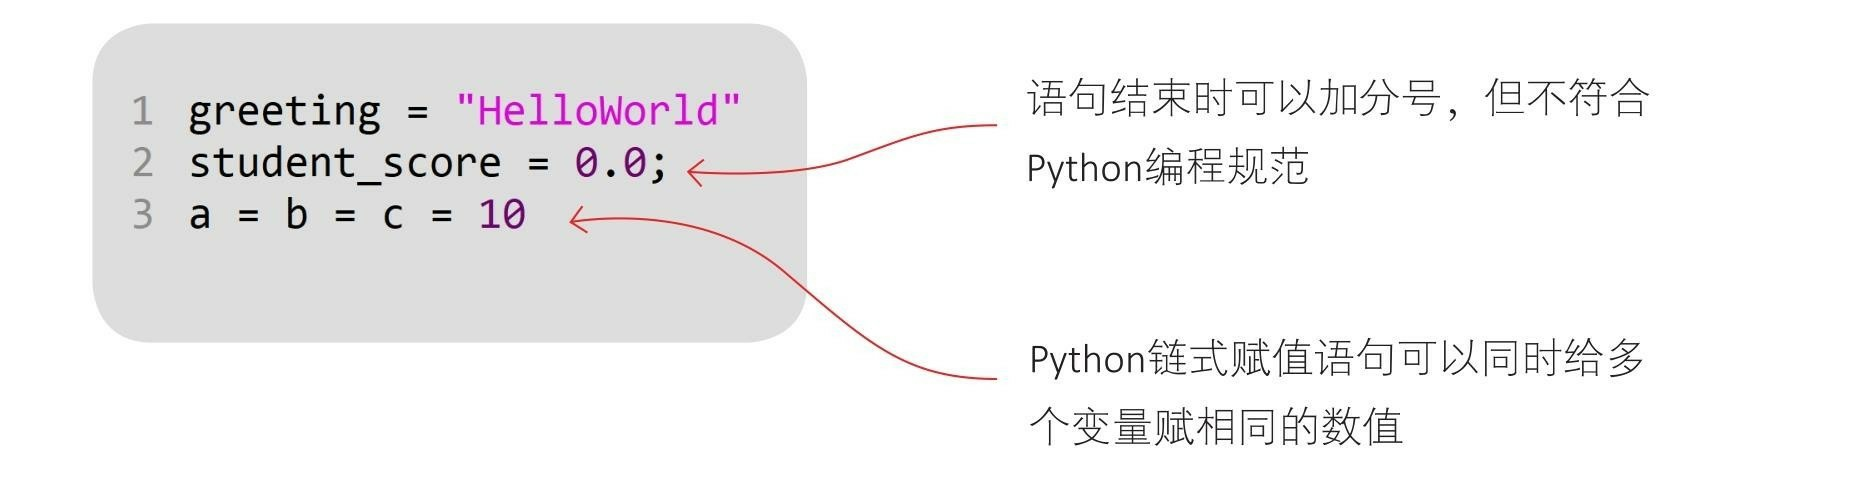 1 greeting = "HelloWorld"
2 student_score = 0.0;
3 a = b = c = 10
语句结束时可以加分号，但不符合
Python编程规范
Python链式赋值语句可以同时给多
个变量赋相同的数值